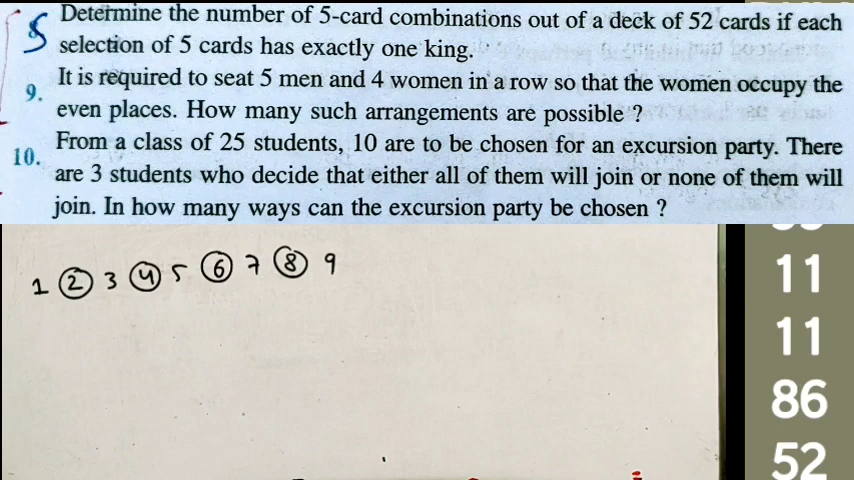 8 Determine the number of 5-card combinations out of a deck of 52 cards if each
selection of 5 cards has exactly one king.
9. It is required to seat 5 men and 4 women in a row so that the women occupy the
even places. How many such arrangements are possible ?
10. From a class of 25 students, 10 are to be chosen for an excursion party. There
are 3 students who decide that either all of them will join or none of them will
join. In how many ways can the excursion party be chosen ?
1 2 3 4 5 6 7 8 9
11
11
86
52